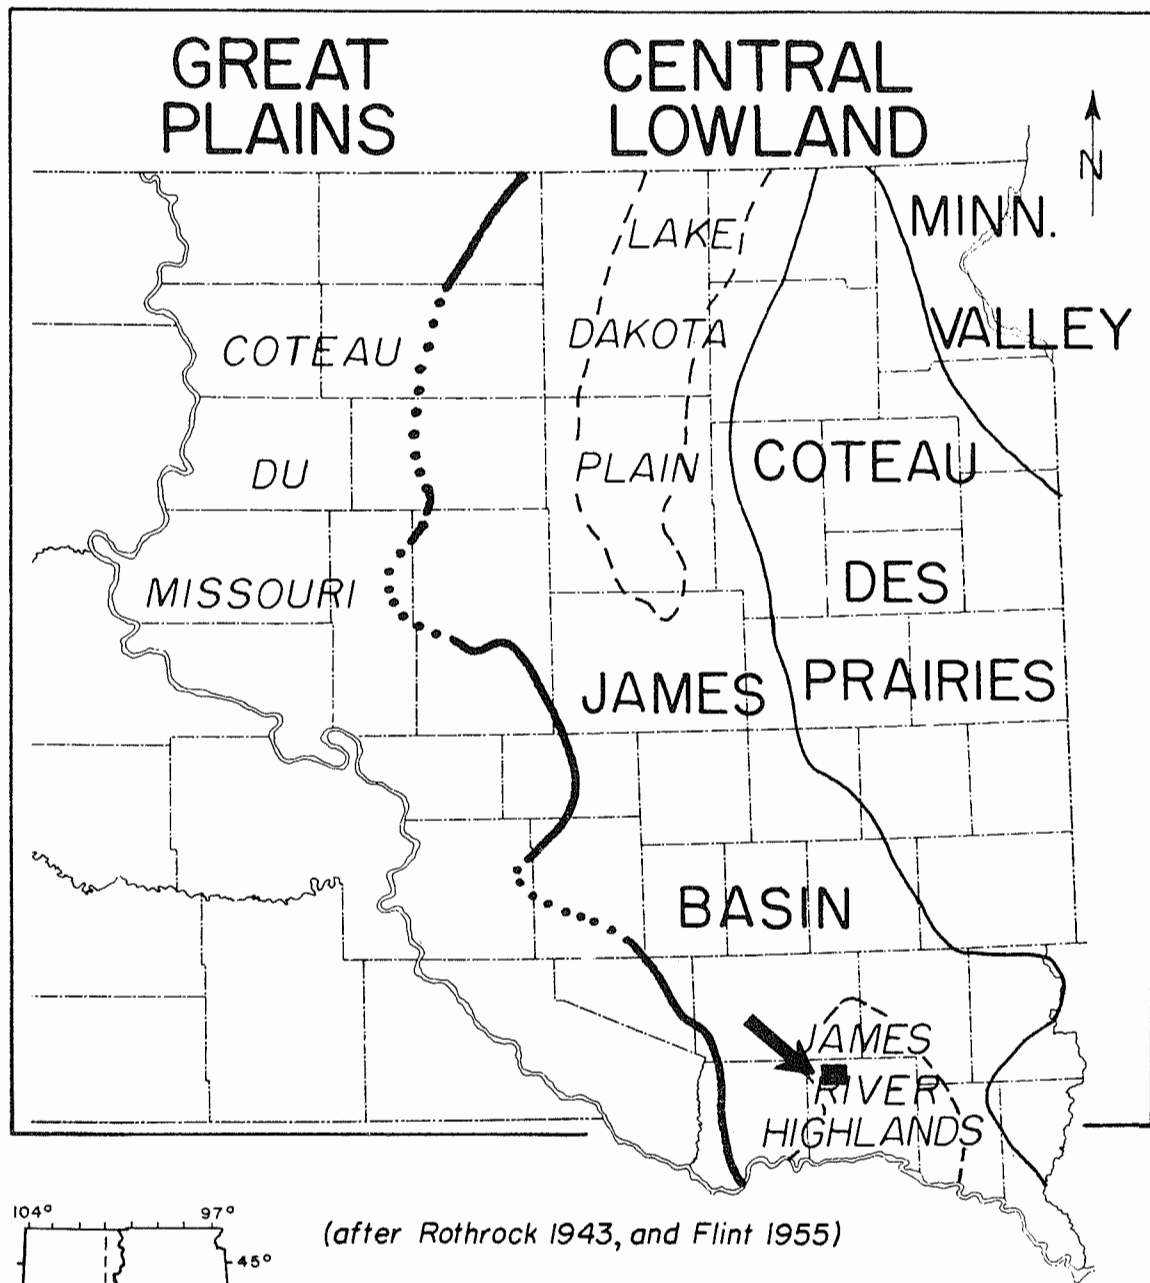 GREAT
PLAINS
CENTRAL
LOWLAND
N
MINN.
VALLEY
LAKE
DAKOTA
PLAIN
COTEAU
DU
MISSOURI
COTEAU
DES
PRAIRIES
JAMES
BASIN
JAMES
RIVER
HIGHLANDS
104° 97°
45°
(after Rothrock 1943, and Flint 1955)